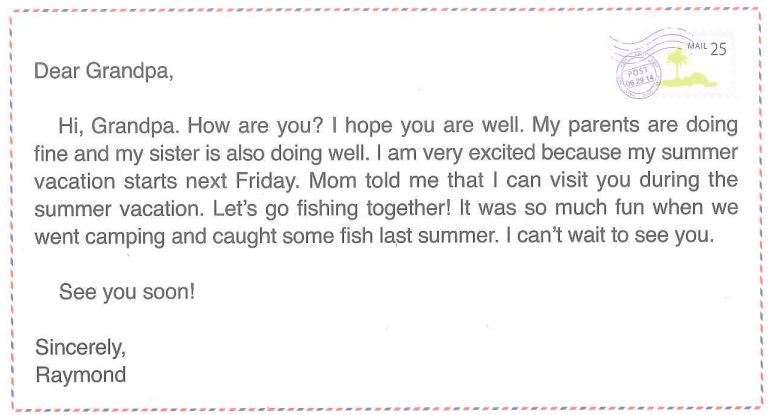 MAIL 25
POST
06 29 14
Dear Grandpa,
Hi, Grandpa. How are you? I hope you are well. My parents are doing
fine and my sister is also doing well. I am very excited because my summer
vacation starts next Friday. Mom told me that I can visit you during the
summer vacation. Let's go fishing together! It was so much fun when we
went camping and caught some fish last summer. I can't wait to see you.
See you soon!
Sincerely,
Raymond